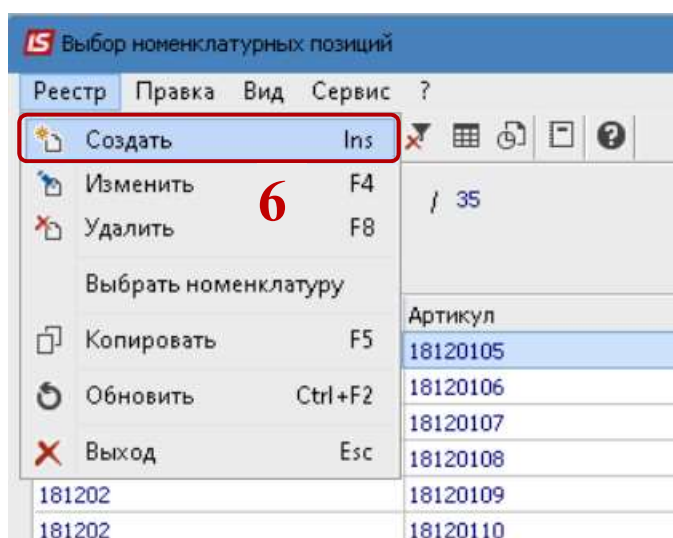 IS Выбор номенклатурных позиций
Реестр Правка Вид Сервис ?
Создать Ins
Изменить F4
/ 35
6
Удалить F8
Выбрать номенклатуру
Артикул
Копировать F5
18120105
Обновить Ctrl+F2
18120106
18120107
Выход Esc
18120108
181202 18120109
181202 18120110